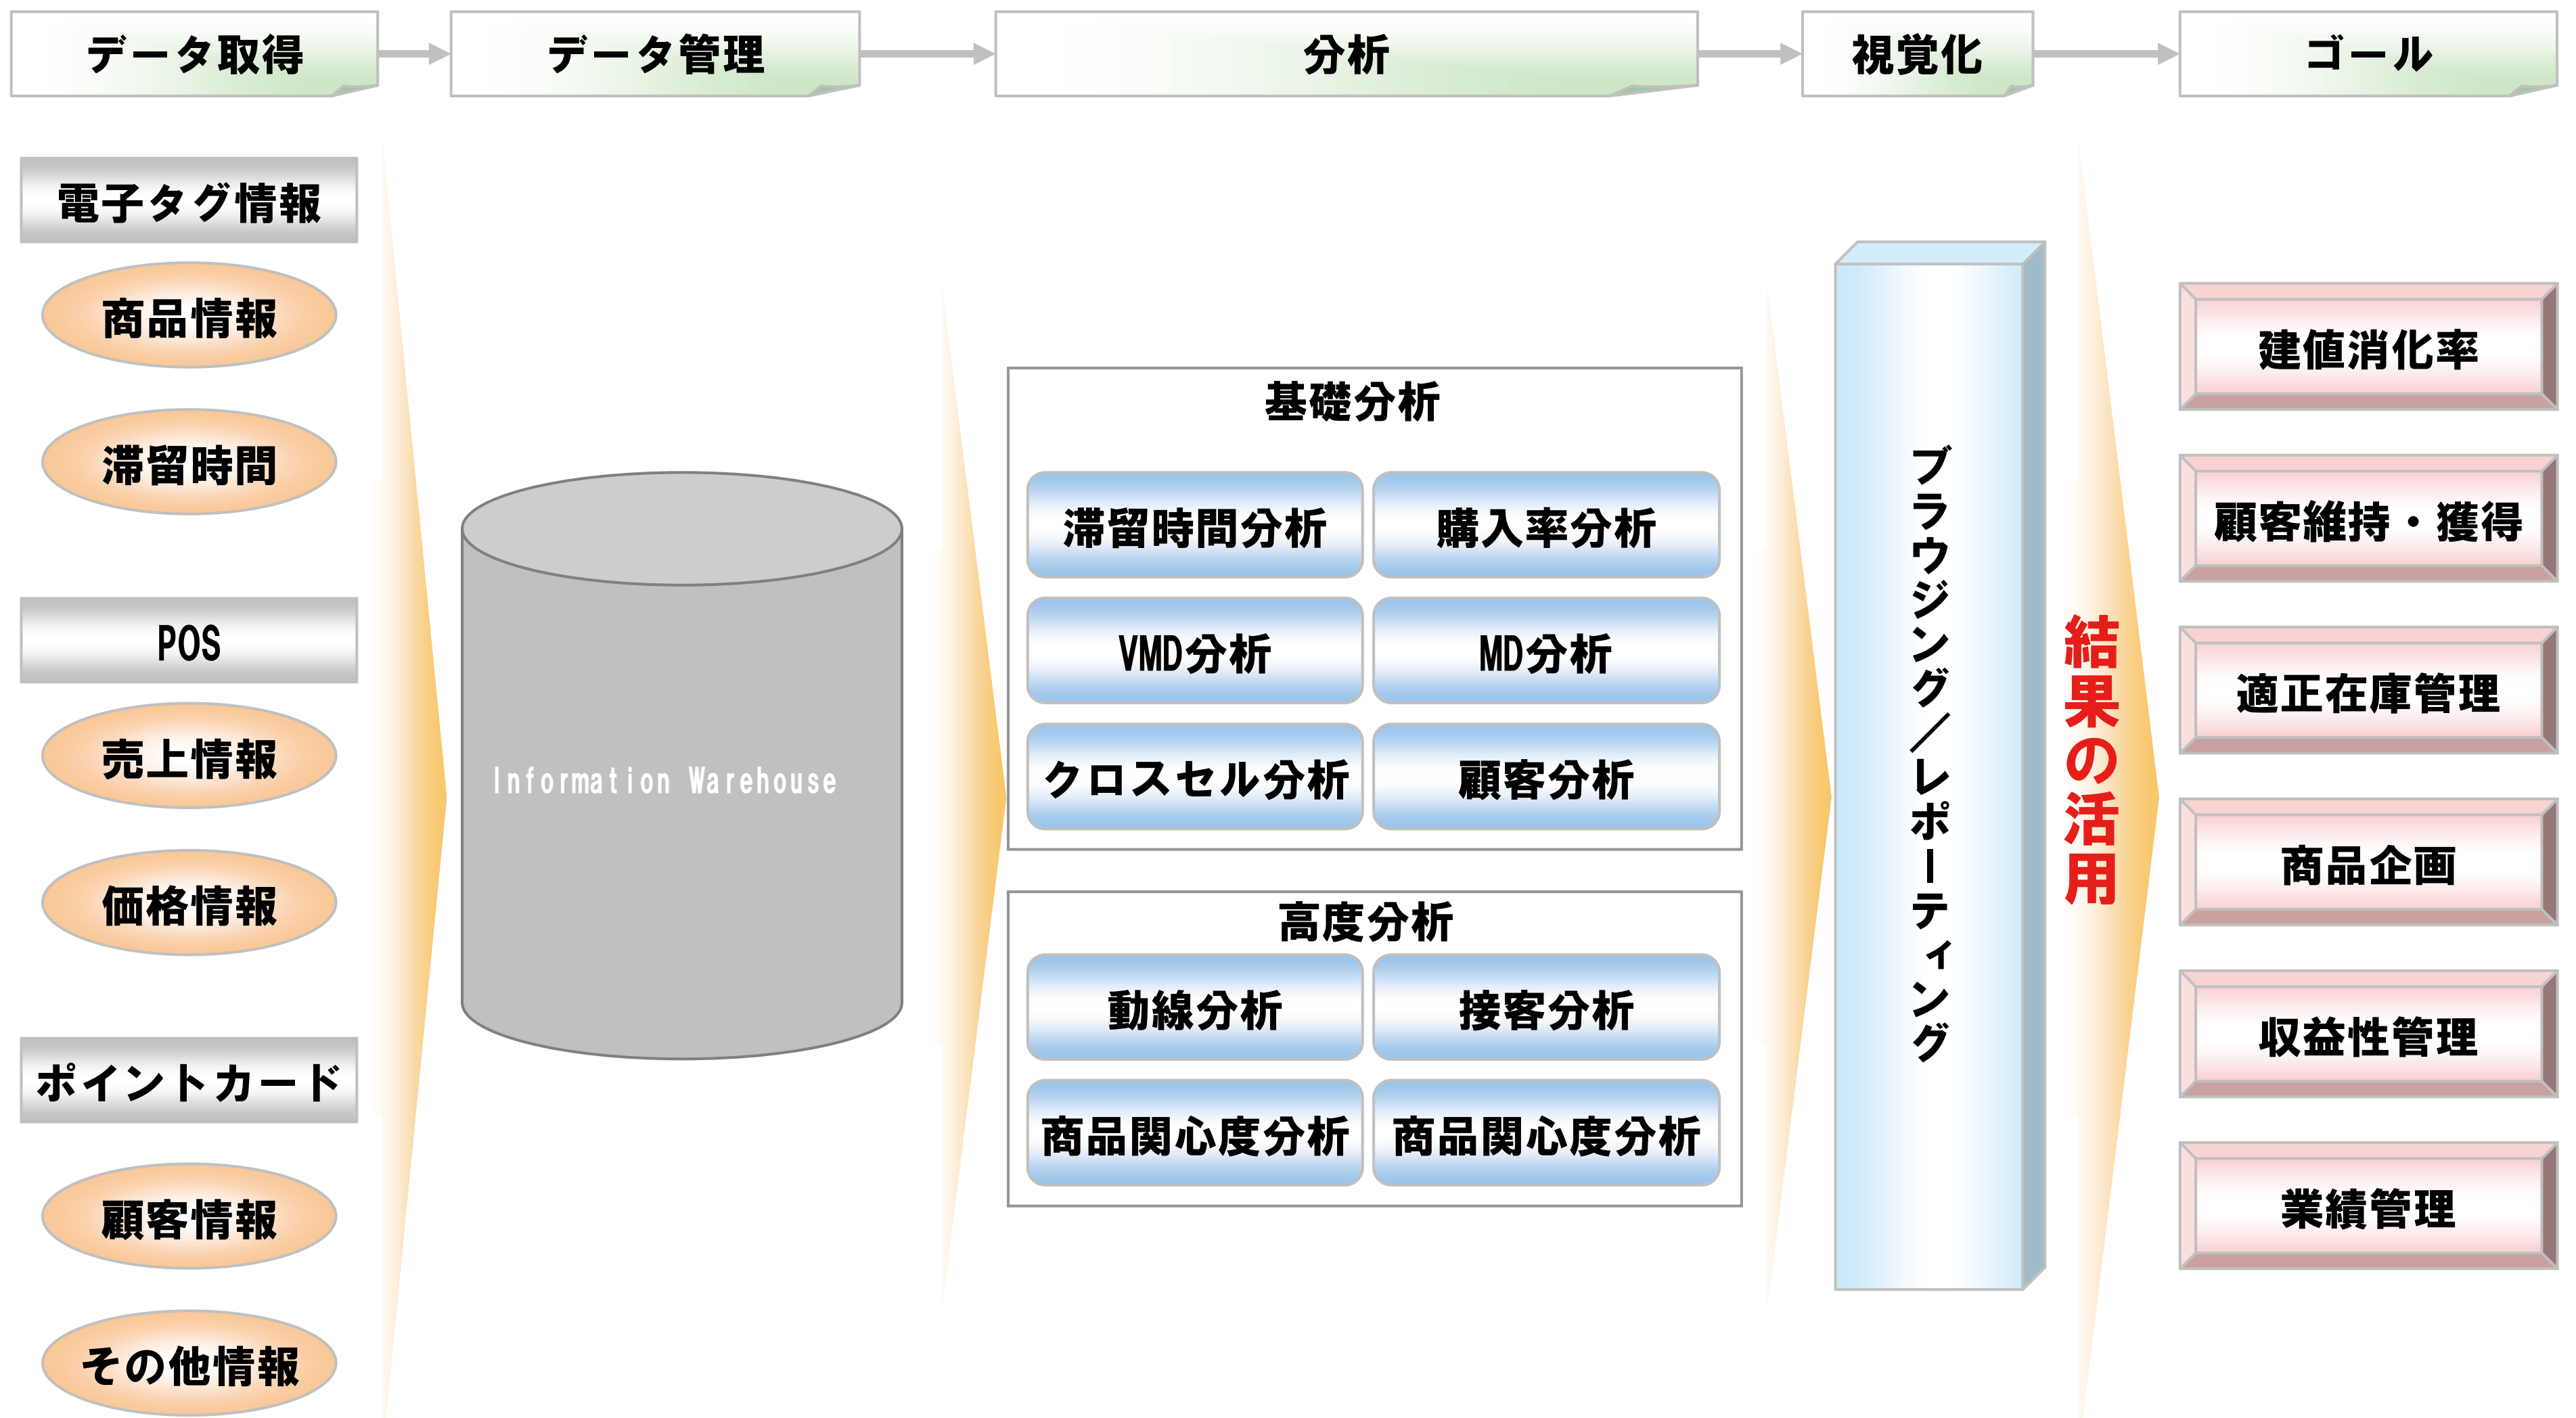 データ取得
データ管理
分析
視覚化
ゴール
電子タグ情報
商品情報
滞留時間
POS
売上情報
価格情報
ポイントカード
顧客情報
その他情報
Information Warehouse
基礎分析
滞留時間分析
購入率分析
VMD分析
MD分析
クロスセル分析
顧客分析
高度分析
動線分析
接客分析
商品関心度分析
商品関心度分析
ブラウジング／レポーティング
結果の活用
建値消化率
顧客維持・獲得
適正在庫管理
商品企画
収益性管理
業績管理